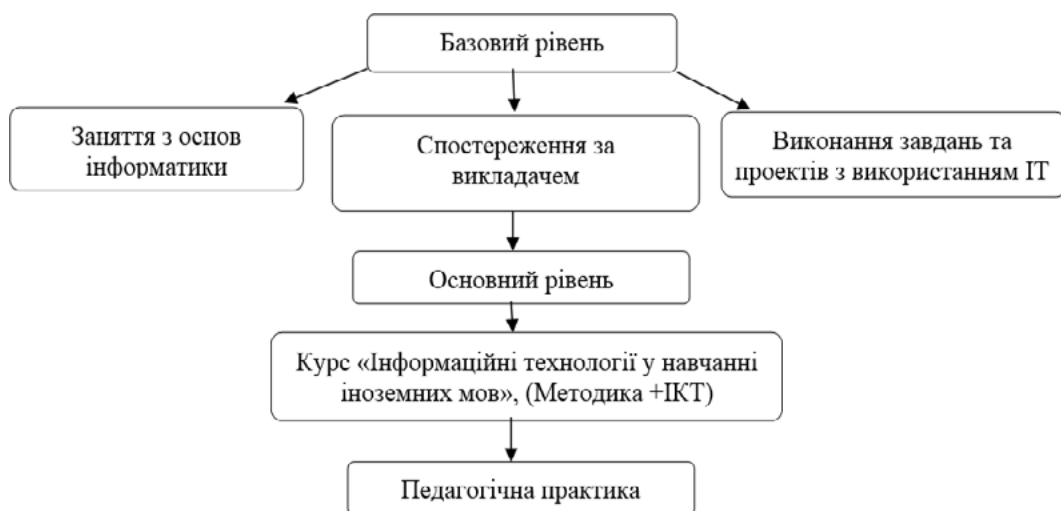 Базовий рівень
Заняття з основ
інформатики
Спостереження за
викладачем
Виконання завдань та
проектів з використанням ІТ
Основний рівень
Курс «Інформаційні технології у навчанні
іноземних мов», (Методика +ІКТ)
Педагогічна практика